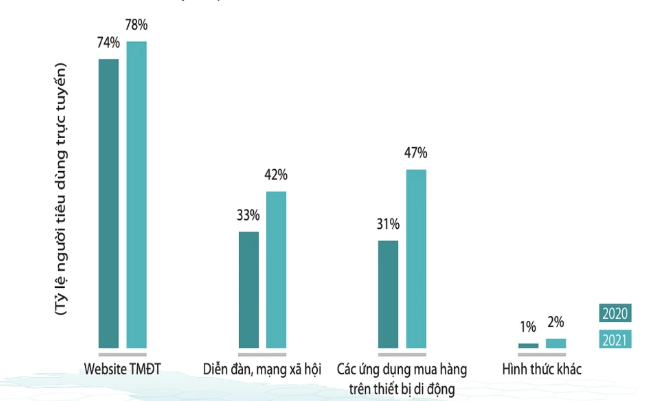 (Tỷ lệ người tiêu dùng trực tuyến)
74%
78%
33%
42%
31%
47%
1%
2%
Website TMĐT
Diễn đàn, mạng xã hội
Các ứng dụng mua hàng
trên thiết bị di động
Hình thức khác
2020
2021